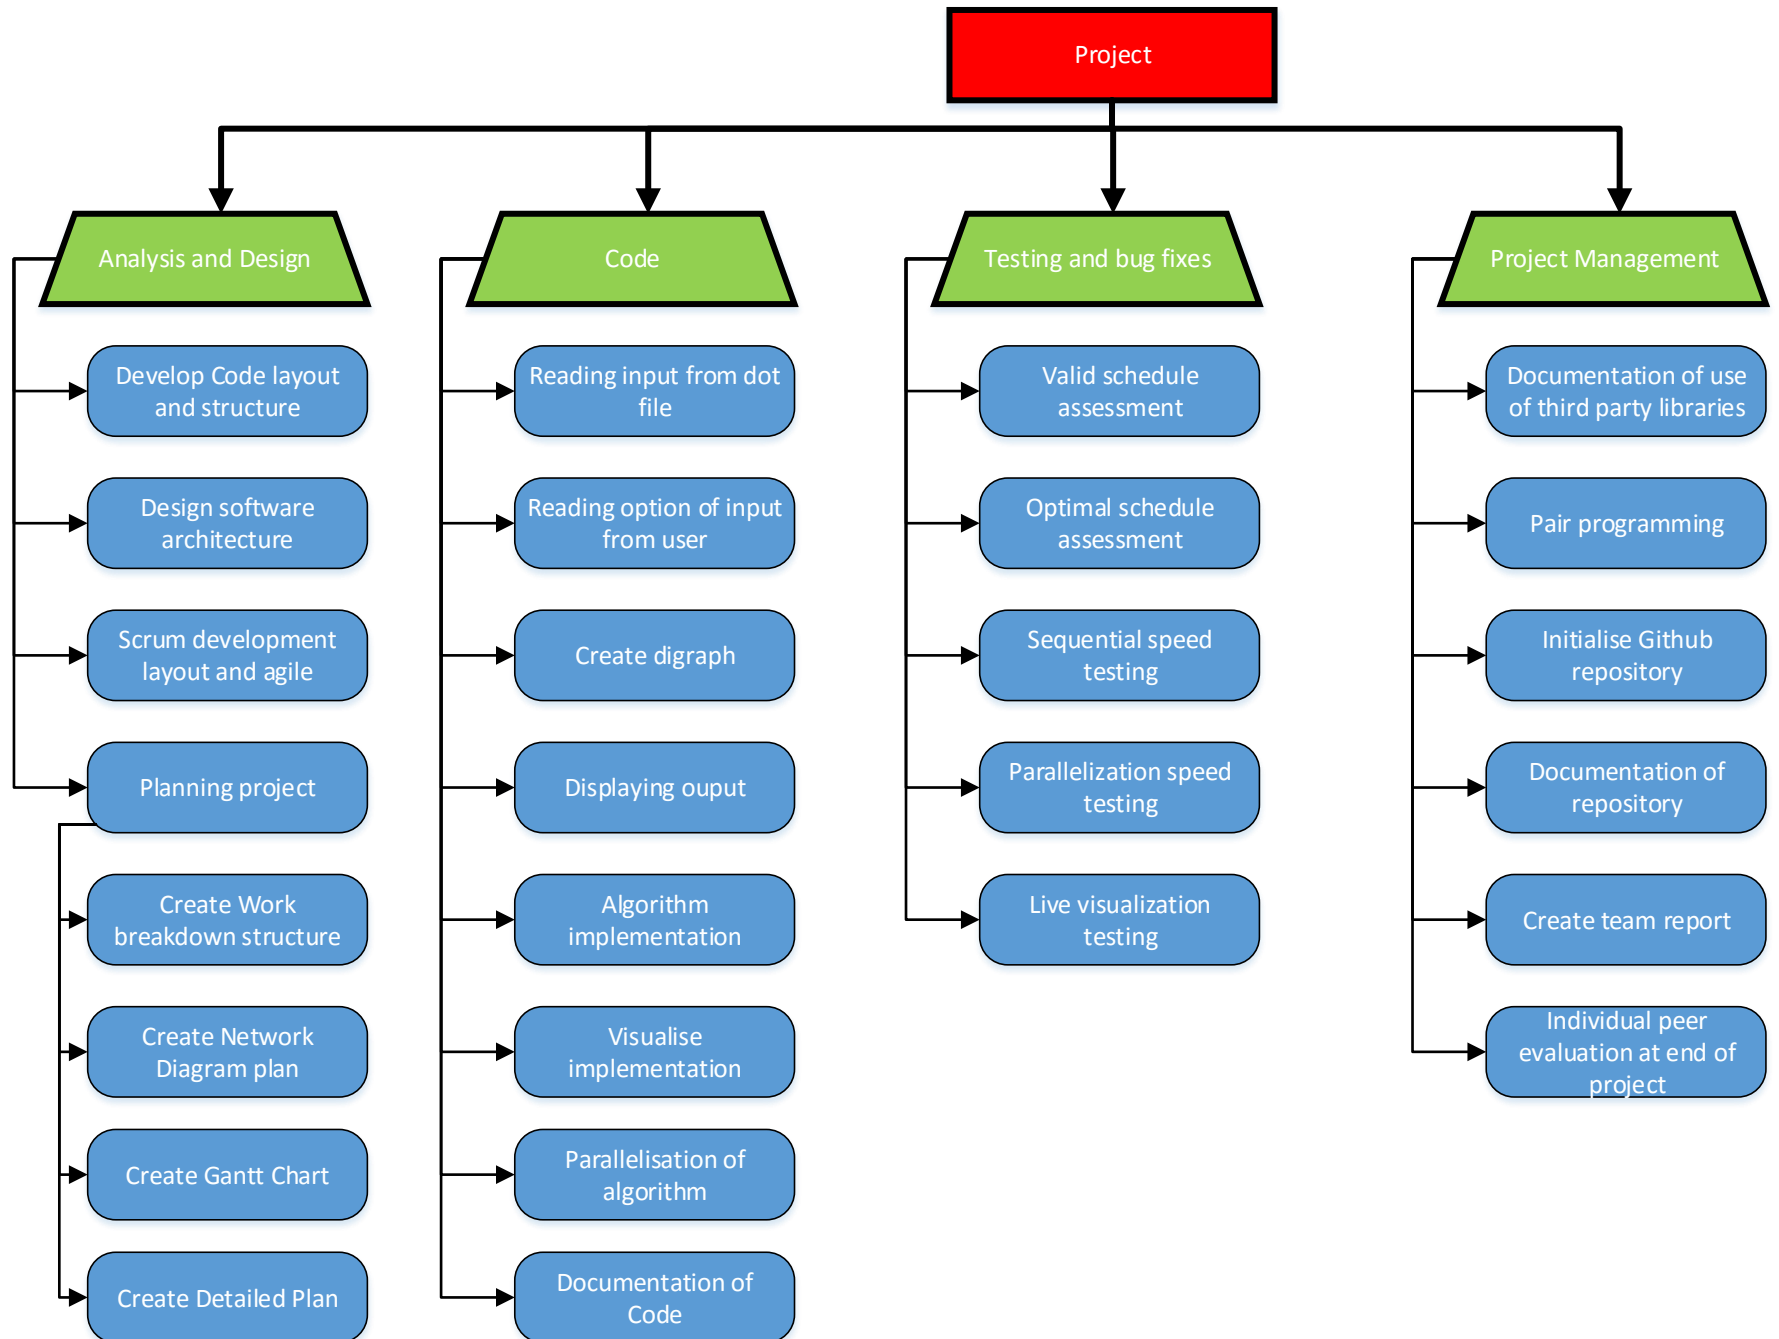 Project
Analysis and Design
Develop Code layout
and structure
Design software
architecture
Scrum development
layout and agile
Planning project
Create Work
breakdown structure
Create Network
Diagram plan
Create Gantt Chart
Create Detailed Plan
Code
Reading input from dot
file
Reading option of input
from user
Create digraph
Displaying ouput
Algorithm
implementation
Visualise
implementation
Parallelisation of
algorithm
Documentation of
Code
Testing and bug fixes
Valid schedule
assessment
Optimal schedule
assessment
Sequential speed
testing
Parallelization speed
testing
Live visualization
testing
Project Management
Documentation of use
of third party libraries
Pair programming
Initialise Github
repository
Documentation of
repository
Create team report
Individual peer
evaluation at end of
project